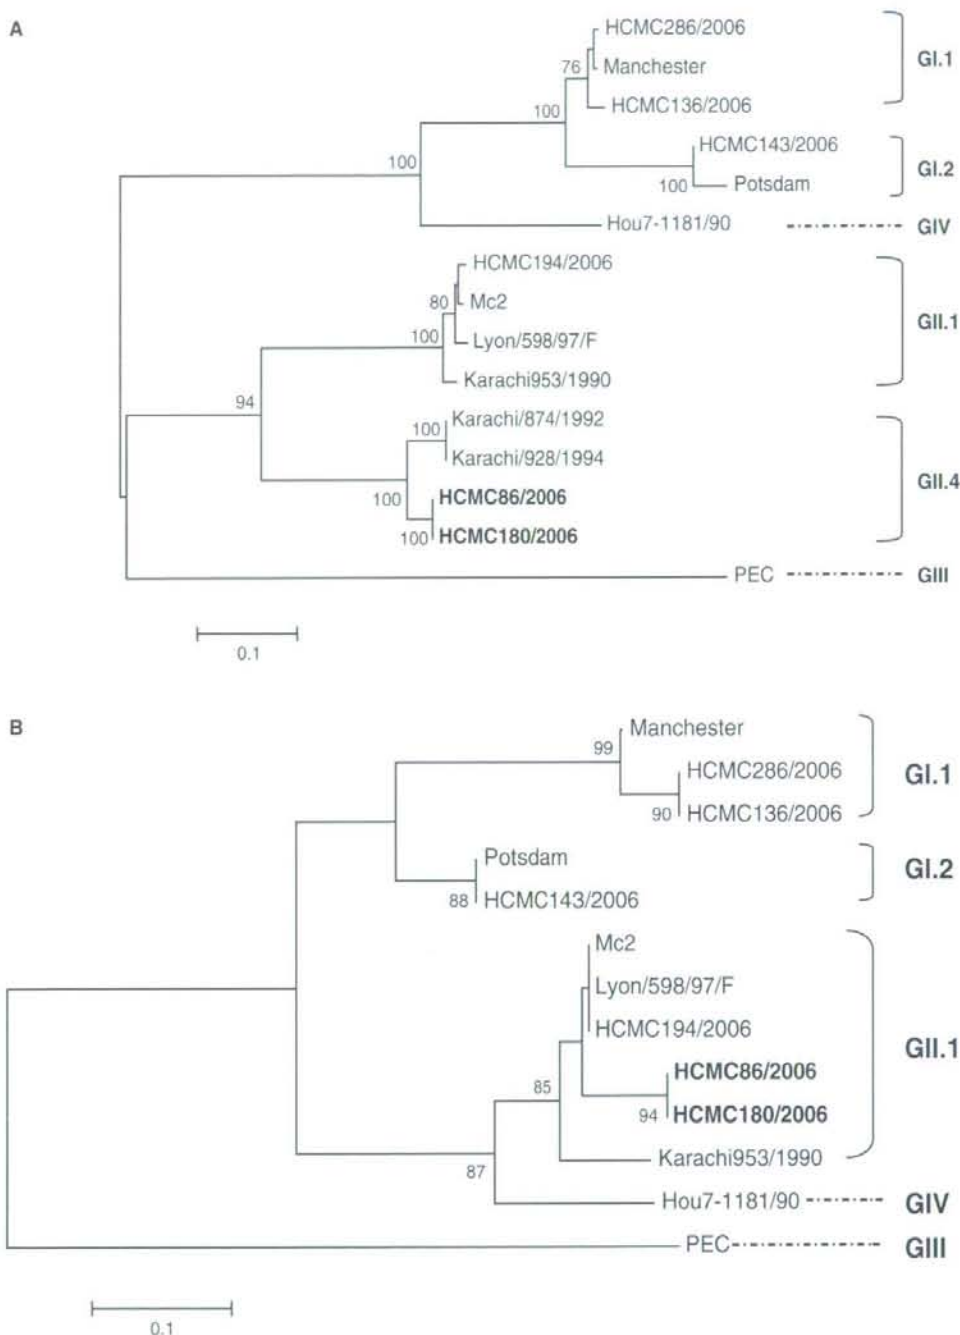 A
HCMC286/2006
76
Manchester
GI.1
HCMC136/2006
100
HCMC143/2006
100
GI.2
100
Potsdam
Hou7-1181/90
GIV
HCMC194/2006
80
Mc2
GII.1
100
Lyon/598/97/F
Karachi953/1990
94
Karachi/874/1992
100
Karachi/928/1994
GII.4
100
HCMC86/2006
100
HCMC180/2006
PEC
GIII
0.1
B
Manchester
99
HCMC286/2006
GI.1
90
HCMC136/2006
Potsdam
GI.2
88
HCMC143/2006
Mc2
Lyon/598/97/F
HCMC194/2006
GII.1
HCMC86/2006
85
94
HCMC180/2006
Karachi953/1990
87
Hou7-1181/90
GIV
PEC
GIII
0.1